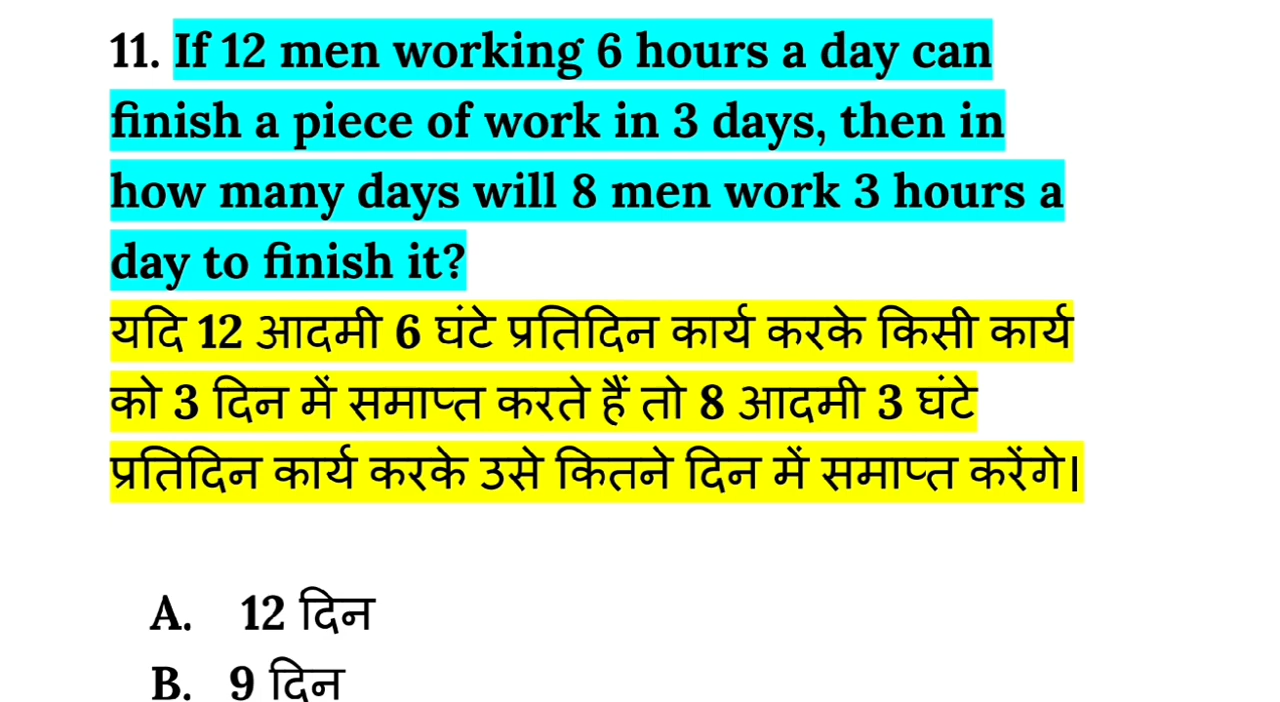 11. If 12 men working 6 hours a day can
finish a piece of work in 3 days, then in
how many days will 8 men work 3 hours a
day to finish it?
यदि 12 आदमी 6 घंटे प्रतिदिन कार्य करके किसी कार्य
को 3 दिन में समाप्त करते हैं तो 8 आदमी 3 घंटे
प्रतिदिन कार्य करके उसे कितने दिन में समाप्त करेंगे।
A. 12 दिन
B. 9 दिन